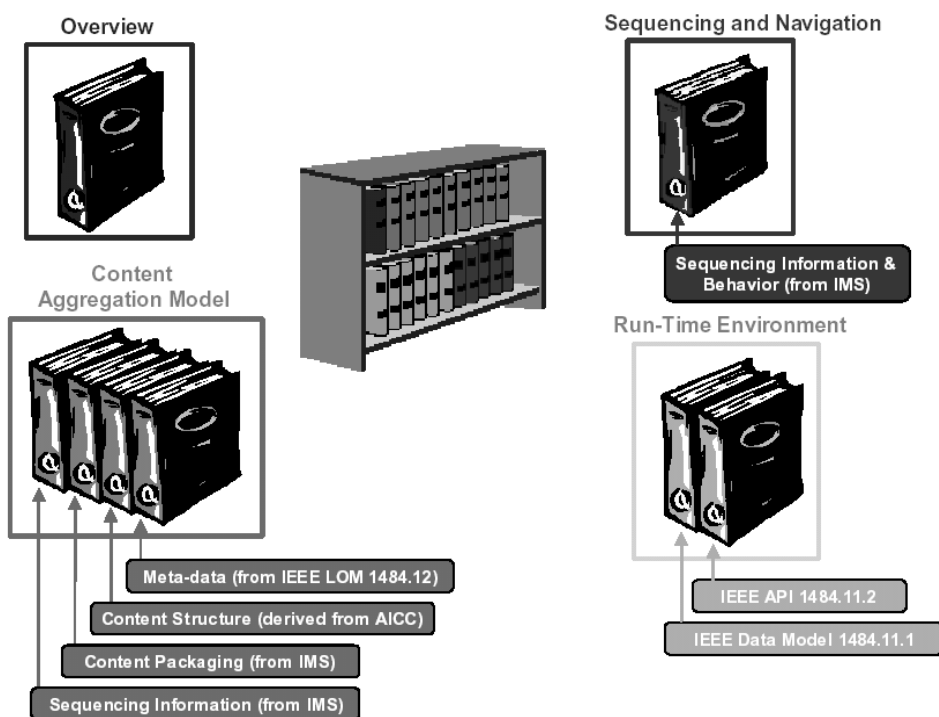 Overview
Sequencing and Navigation
Sequencing Information &
Behavior (from IMS)
Content
Aggregation Model
Run-Time Environment
Meta-data (from IEEE LOM 1484.12)
Content Structure (derived from AICC)
Content Packaging (from IMS)
Sequencing Information (from IMS)
IEEE API 1484.11.2
IEEE Data Model 1484.11.1